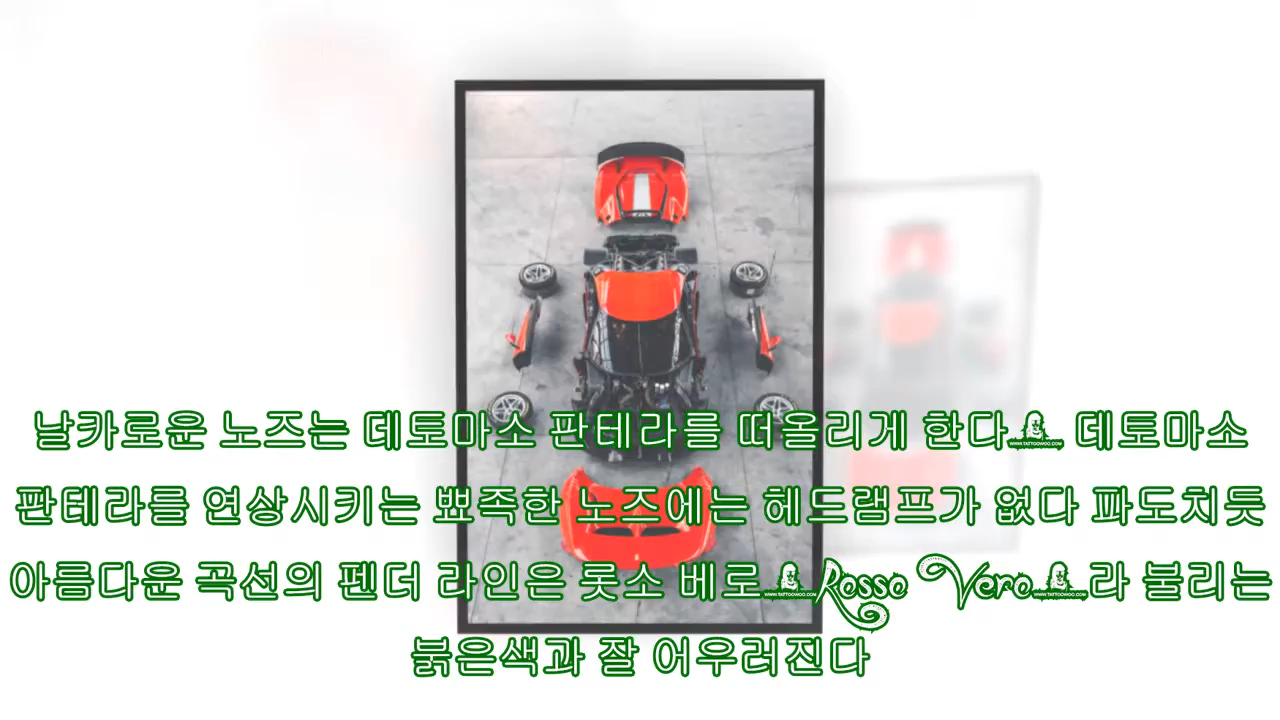 날카로운 노즈는 데토마소 판테라를 떠올리게 한다 데토마소
판테라를 연상시키는 뾰족한 노즈에는 헤드램프가 없다 파도치듯
아름다운 곡선의 펜더 라인은 롯소 베로 Rosso Vero 라 불리는
붉은색과 잘 어우러진다